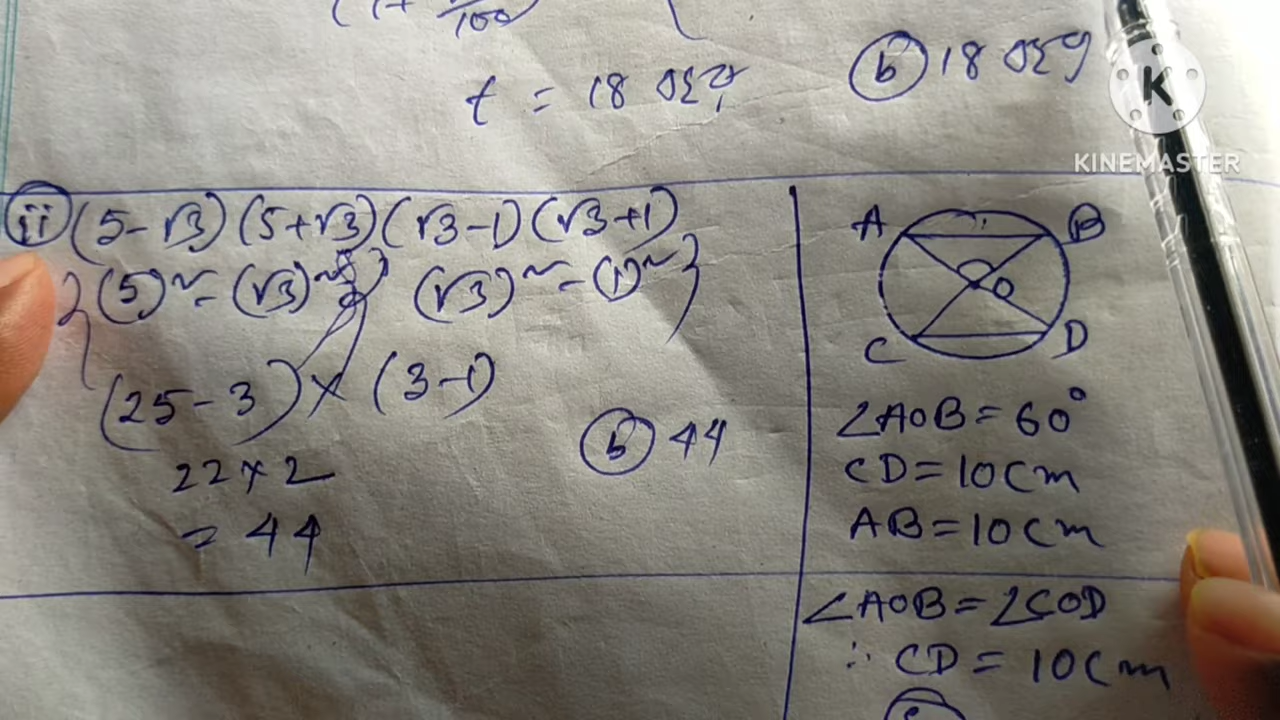 t = 18
(b) 18
KINEMASTER
(ii) (5-√3) (5+√3) (√3-1) (√3+1)
{(5)² - (√3)²} {(√3)² - (1)²}
(25-3) × (3-1)
22 × 2
= 44
(b) 44
A B
O
C D
∠AOB = 60°
CD = 10 cm
AB = 10 cm
∠AOB = ∠COD
∴ CD = 10 cm